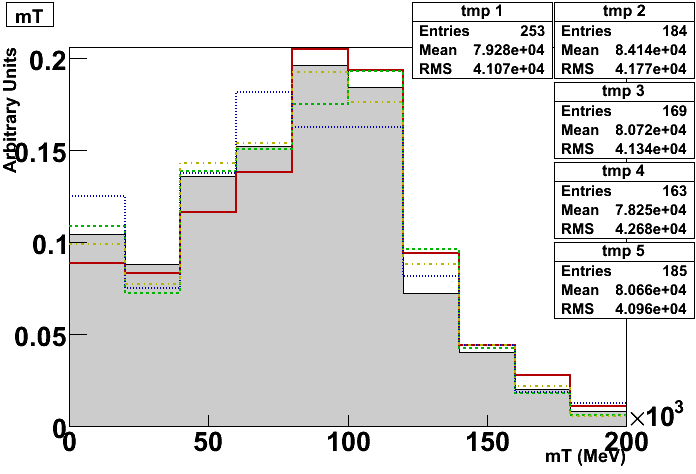 mT
tmp 1
Entries 253
Mean 7.928e+04
RMS 4.107e+04
tmp 2
Entries 184
Mean 8.414e+04
RMS 4.177e+04
tmp 3
Entries 169
Mean 8.072e+04
RMS 4.134e+04
tmp 4
Entries 163
Mean 7.825e+04
RMS 4.268e+04
tmp 5
Entries 185
Mean 8.066e+04
RMS 4.096e+04
Arbitrary Units
0.2
0.15
0.1
0.05
0
0 50 100 150 200
×10³
mT (MeV)